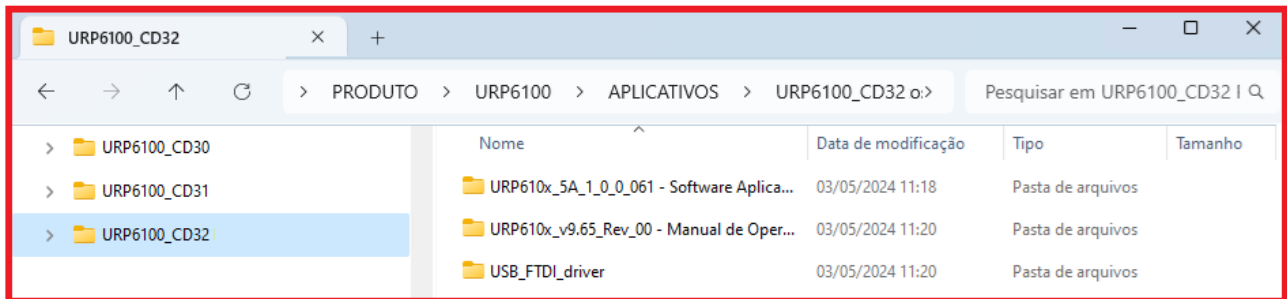 URP6100_CD32
PRODUTO > URP6100 > APLICATIVOS > URP6100_CD32 o:> Pesquisar em URP6100_CD32 I
URP6100_CD30
URP6100_CD31
URP6100_CD32
Nome Data de modificação Tipo Tamanho
URP610x_5A_1_0_0_061 - Software Aplica... 03/05/2024 11:18 Pasta de arquivos
URP610x_v9.65_Rev_00 - Manual de Oper... 03/05/2024 11:20 Pasta de arquivos
USB_FTDI_driver 03/05/2024 11:20 Pasta de arquivos